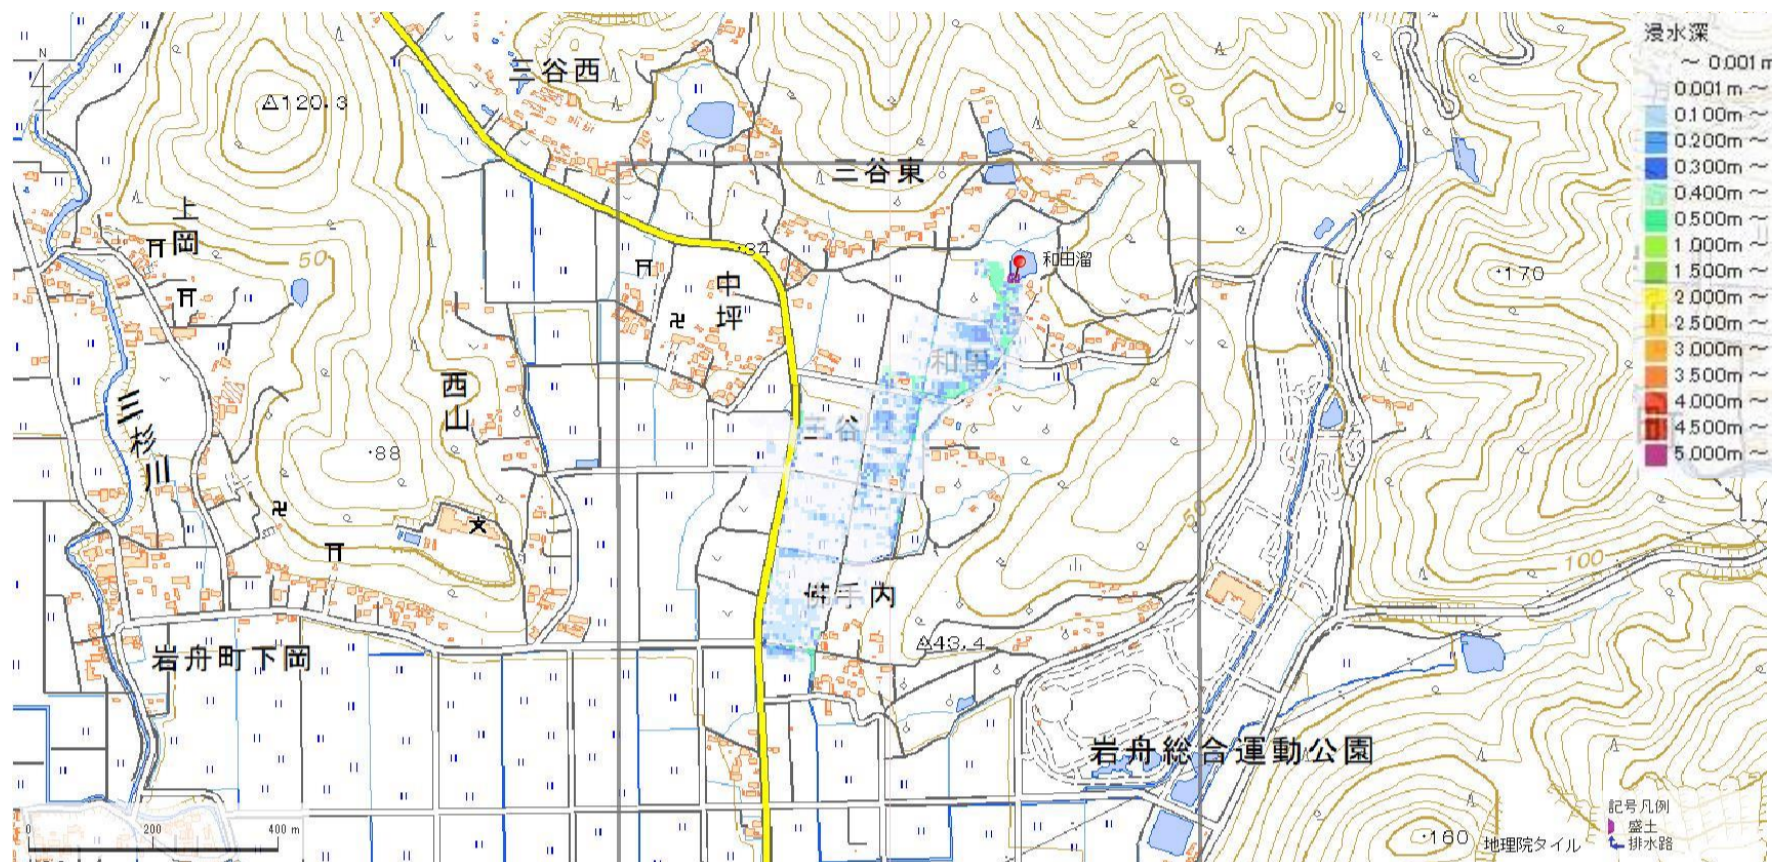 三谷西
浸水深
～ 0.001 m
0.001 m ～
0.100m ～
0.200m ～
0.300m ～
0.400m ～
0.500m ～
1.000m ～
1.500m ～
2.000m ～
2.500m ～
3.000m ～
3.500m ～
4.000m ～
4.500m ～
5.000m ～
N
120.3
100
三谷東
上岡
50
・34
和田溜
・170
中坪
和田
西山
三谷
三杉川
・88
50
100
備手内
43.4
岩舟町下岡
岩舟総合運動公園
0 200 400 m
・160
地理院タイル
記号凡例
盛土
排水路